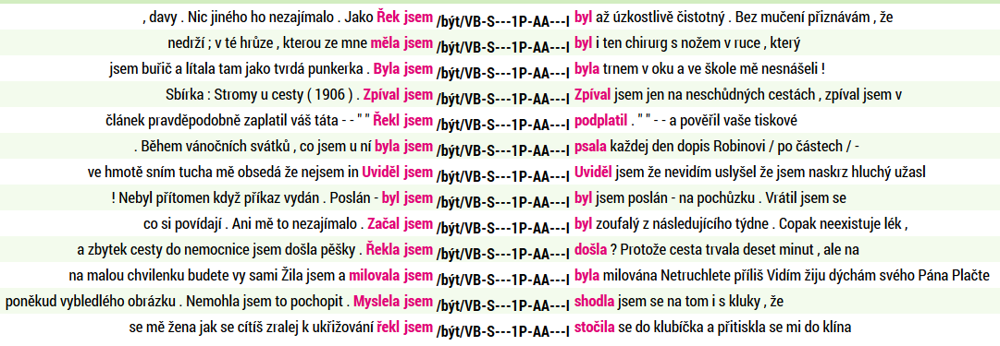 , davy . Nic jiného ho nezajímalo . Jako Řek jsem /být/VB-S---1P-AA---I byl až úzkostlivě čistotný . Bez mučení přiznávám , že
nedrží ; v té hrůze , kterou ze mne měla jsem /být/VB-S---1P-AA---I byl i ten chirurg s nožem v ruce , který
jsem buřič a lítala tam jako tvrdá punkerka . Byla jsem /být/VB-S---1P-AA---I byla trnem v oku a ve škole mě nesnášeli !
Sbírka : Stromy u cesty ( 1906 ) . Zpíval jsem /být/VB-S---1P-AA---I Zpíval jsem jen na neschůdných cestách , zpíval jsem v
článek pravděpodobně zaplatil váš táta - - " " Řekl jsem /být/VB-S---1P-AA---I podplatil . " " - - a pověřil vaše tiskové
. Během vánočních svátků , co jsem u ní byla jsem /být/VB-S---1P-AA---I psala každej den dopis Robinovi / po částech / -
ve hmotě sním tucha mě obsedá že nejsem in Uviděl jsem /být/VB-S---1P-AA---I Uviděl jsem že nevidím uslyšel že jsem naskrz hluchý užasl
! Nebyl přítomen když příkaz vydán . Poslán - byl jsem /být/VB-S---1P-AA---I byl jsem poslán - na pochůzku . Vrátil jsem se
co si povídají . Ani mě to nezajímalo . Začal jsem /být/VB-S---1P-AA---I byl zoufalý z následujícího týdne . Copak neexistuje lék ,
a zbytek cesty do nemocnice jsem došla pěšky . Řekla jsem /být/VB-S---1P-AA---I došla ? Protože cesta trvala deset minut , ale na
na malou chvilenku budete vy sami Žila jsem a milovala jsem /být/VB-S---1P-AA---I byla milována Netruchlete příliš Vidím žiju dýchám svého Pána Plačte
poněkud vybledlého obrázku . Nemohla jsem to pochopit . Myslela jsem /být/VB-S---1P-AA---I shodla jsem se na tom i s kluky , že
se mě žena jak se cítíš zralej k ukřižování řekl jsem /být/VB-S---1P-AA---I stočila se do klubíčka a přitiskla se mi do klína